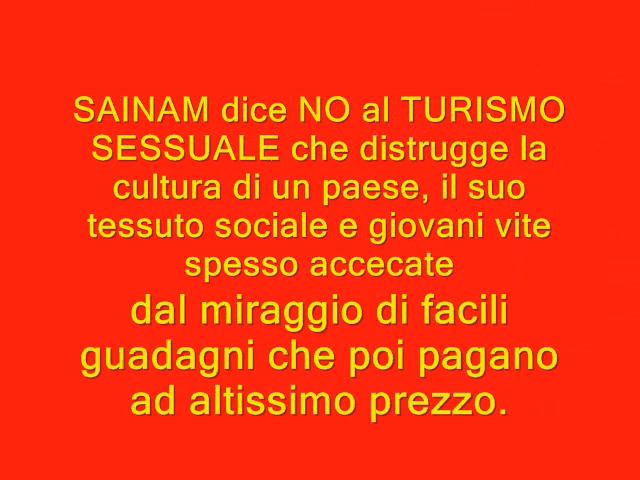 SAINAM dice NO al TURISMO
SESSUALE che distrugge la
cultura di un paese, il suo
tessuto sociale e giovani vite
spesso accecate
dal miraggio di facili
guadagni che poi pagano
ad altissimo prezzo.